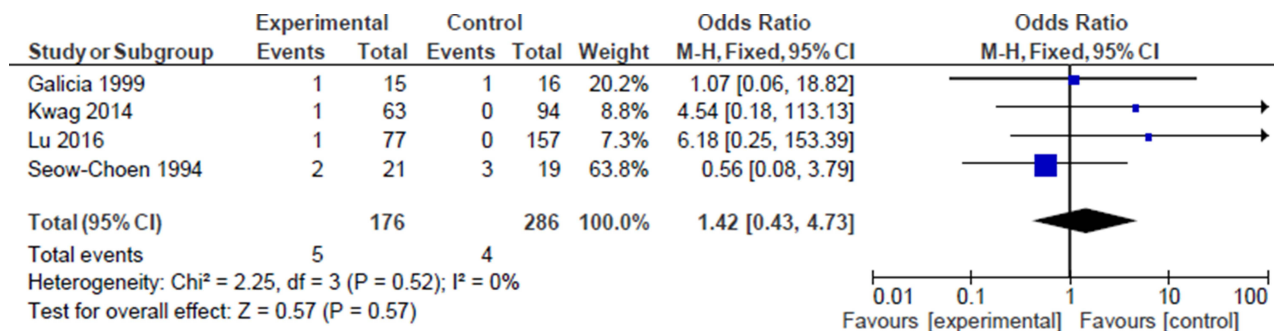 Experimental Control Odds Ratio Odds Ratio
Study or Subgroup Events Total Events Total Weight M-H, Fixed, 95% CI M-H, Fixed, 95% CI
Galicia 1999 1 15 1 16 20.2% 1.07 [0.06, 18.82]
Kwag 2014 1 63 0 94 8.8% 4.54 [0.18, 113.13]
Lu 2016 1 77 0 157 7.3% 6.18 [0.25, 153.39]
Seow-Choen 1994 2 21 3 19 63.8% 0.56 [0.08, 3.79]
Total (95% CI) 176 286 100.0% 1.42 [0.43, 4.73]
Total events 5 4
Heterogeneity: Chi² = 2.25, df = 3 (P = 0.52); I² = 0%
Test for overall effect: Z = 0.57 (P = 0.57)
0.01 0.1 1 10 100
Favours [experimental] Favours [control]